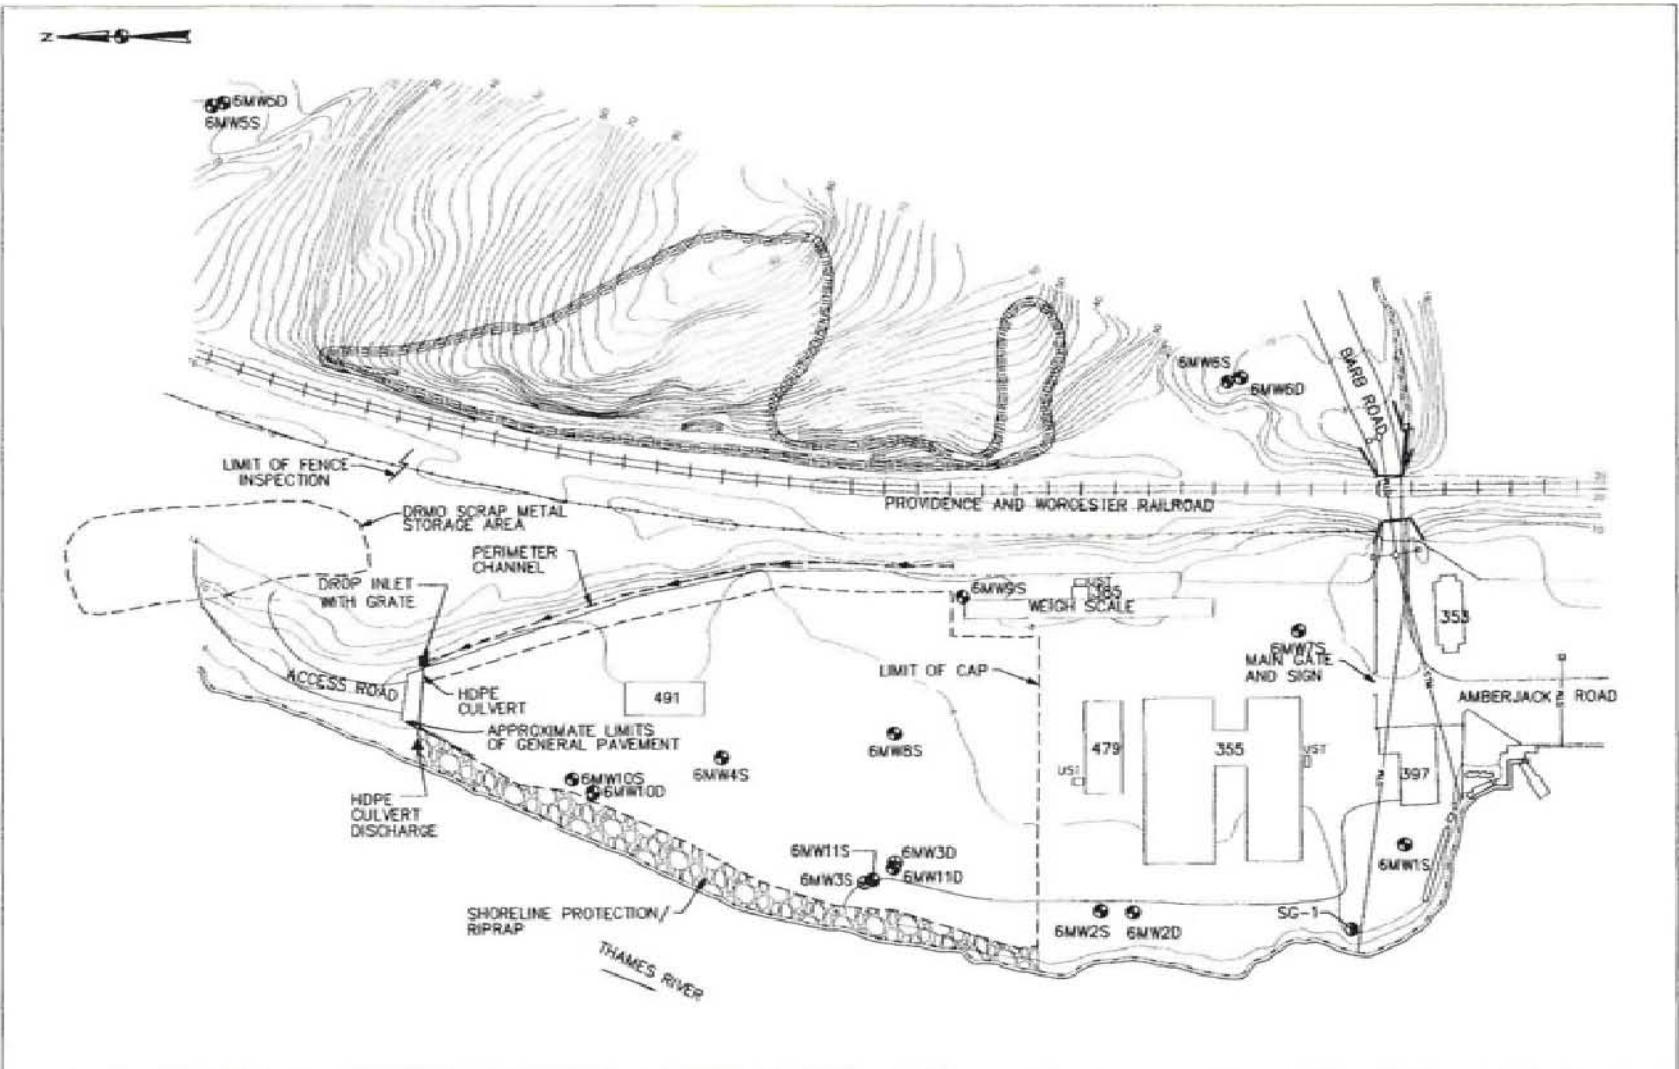 Z
6MW5D
6MW5S
6MW6S
6MW6D
BARB ROAD
LIMIT OF FENCE
INSPECTION
PROVIDENCE AND WORCESTER RAILROAD
DRMO SCRAP METAL
STORAGE AREA
PERIMETER
CHANNEL
DROP INLET
WITH GRATE
6MW9S
UST
385
WEIGH SCALE
353
6MW7S
MAIN GATE
AND SIGN
LIMIT OF CAP
ACCESS ROAD
HDPE
CULVERT
491
AMBERJACK ROAD
APPROXIMATE LIMITS
OF GENERAL PAVEMENT
6MW8S
479
355
UST
UST
397
6MW4S
6MW10S
6MW10D
HDPE
CULVERT
DISCHARGE
6MW11S
6MW3D
6MW3S
6MW11D
6MW1S
SHORELINE PROTECTION/
RIPRAP
6MW2S
6MW2D
SG-1
THAMES RIVER